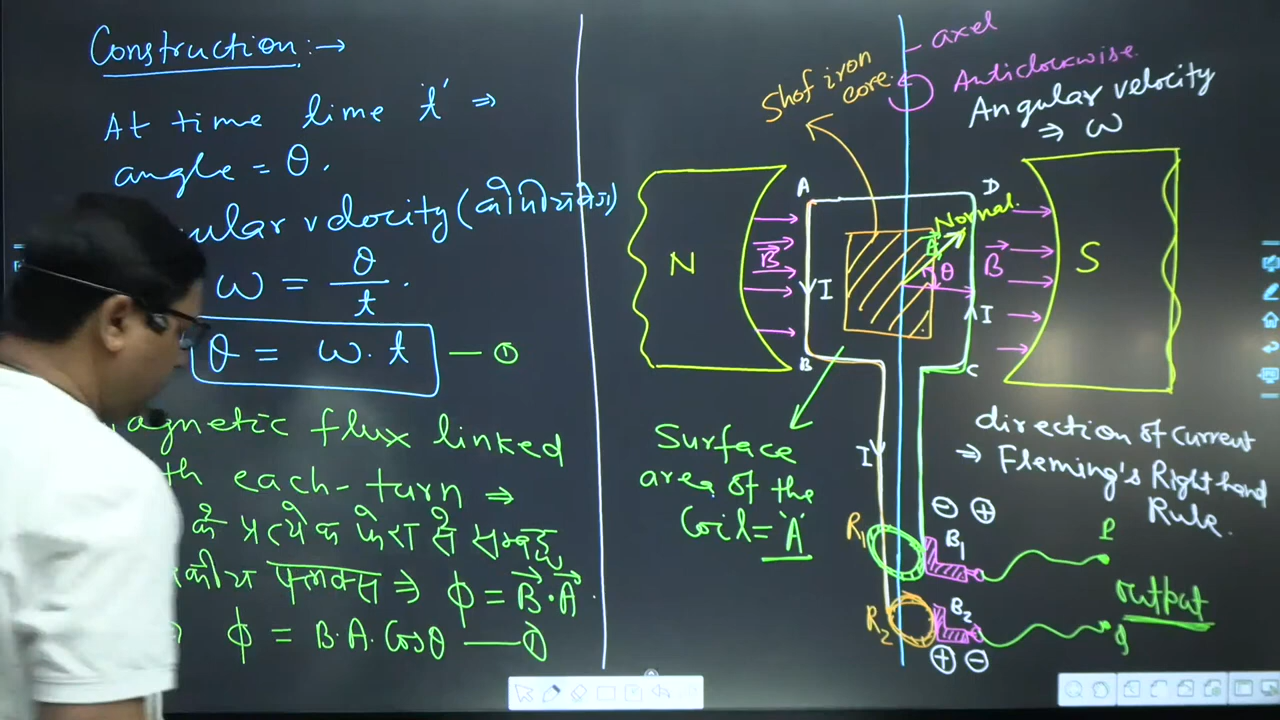 Construction :→
At time lime 't' ⇒
angle = θ.
ular velocity (कोणीय वेग)
ω = θ/t.
θ = ω. t — ①
agnetic flux linked
th each-turn ⇒
के प्रत्येक फेरा से सम्बद्ध
कीय फ्लक्स ⇒ ϕ = B⃗·A⃗.
ϕ = B.A. Cosθ — ①
axel
Anticlockwise.
Angular velocity
⇒ ω
Shof iron
core.
A
D
Normal.
N
B⃗
I
θ
B⃗
S
I
B
C
Surface
area of the
Coil = 'A'
I
direction of Current
⇒ Fleming's Right hand
Rule.
⊖ ⊕
R1
B1
P
output
R2
B2
q
⊕ ⊖